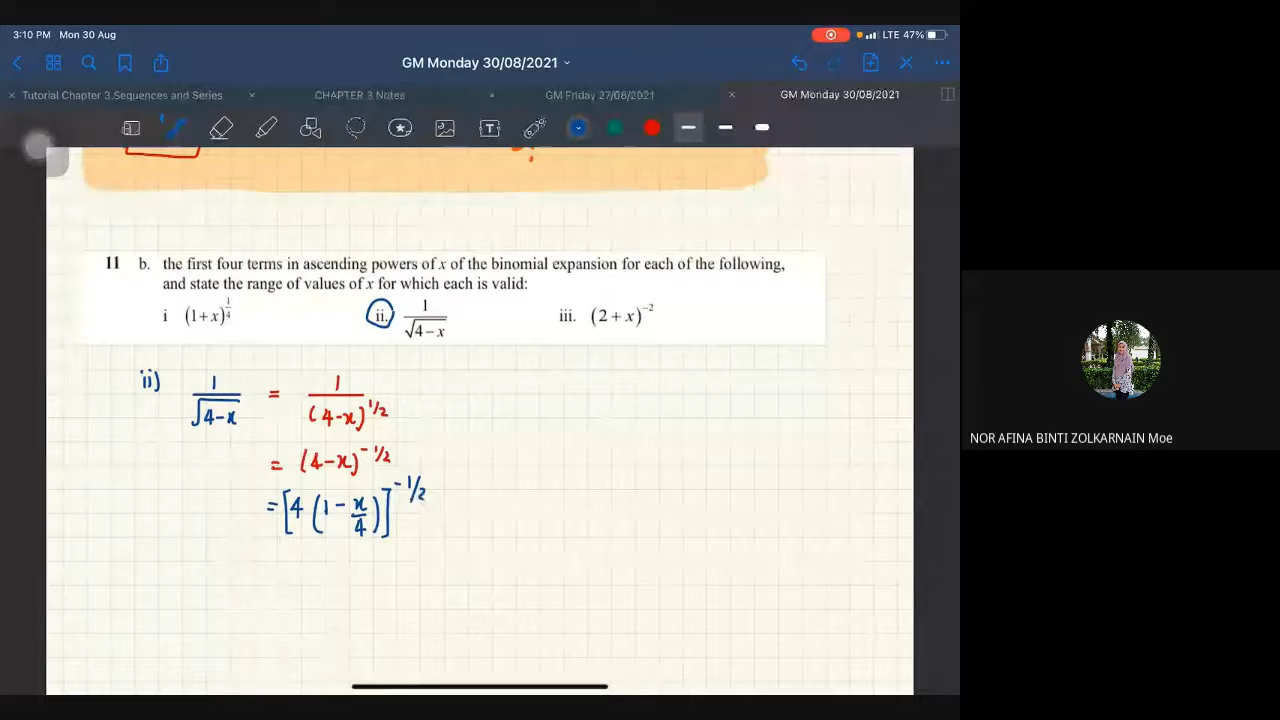 3:10 PM Mon 30 Aug
LTE 47%
GM Monday 30/08/2021
Tutorial Chapter 3 Sequences and Series
CHAPTER 3 Notes
GM Friday 27/08/2021
GM Monday 30/08/2021
11 b. the first four terms in ascending powers of x of the binomial expansion for each of the following,
and state the range of values of x for which each is valid:
i (1+x)^{1/4} ii. 1/√(4−x) iii. (2+x)^{−2}
ii) 1/√(4−x) = 1/(4−x)^{1/2}
= (4−x)^{−1/2}
= [4(1−x/4)]^{−1/2}
NOR AFINA BINTI ZOLKARNAIN Moe